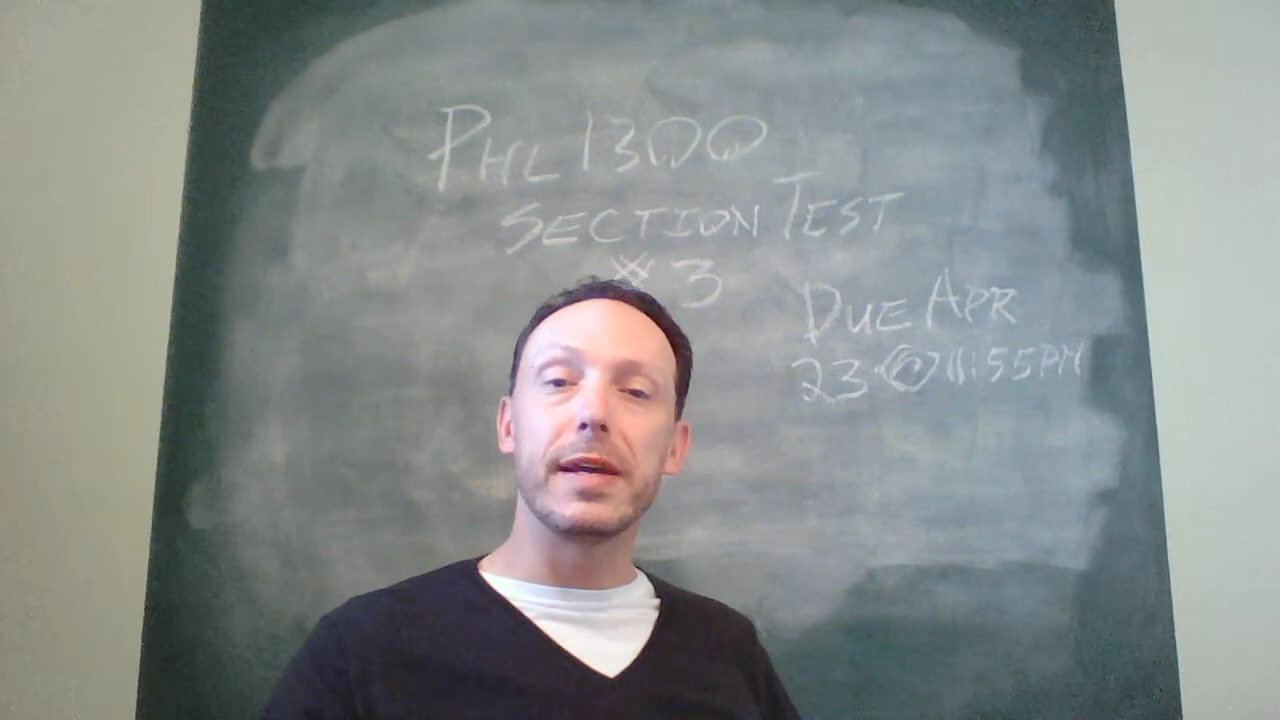 PHL 1300
SECTION TEST
# 3
DUE APR
23 @ 11:55PM